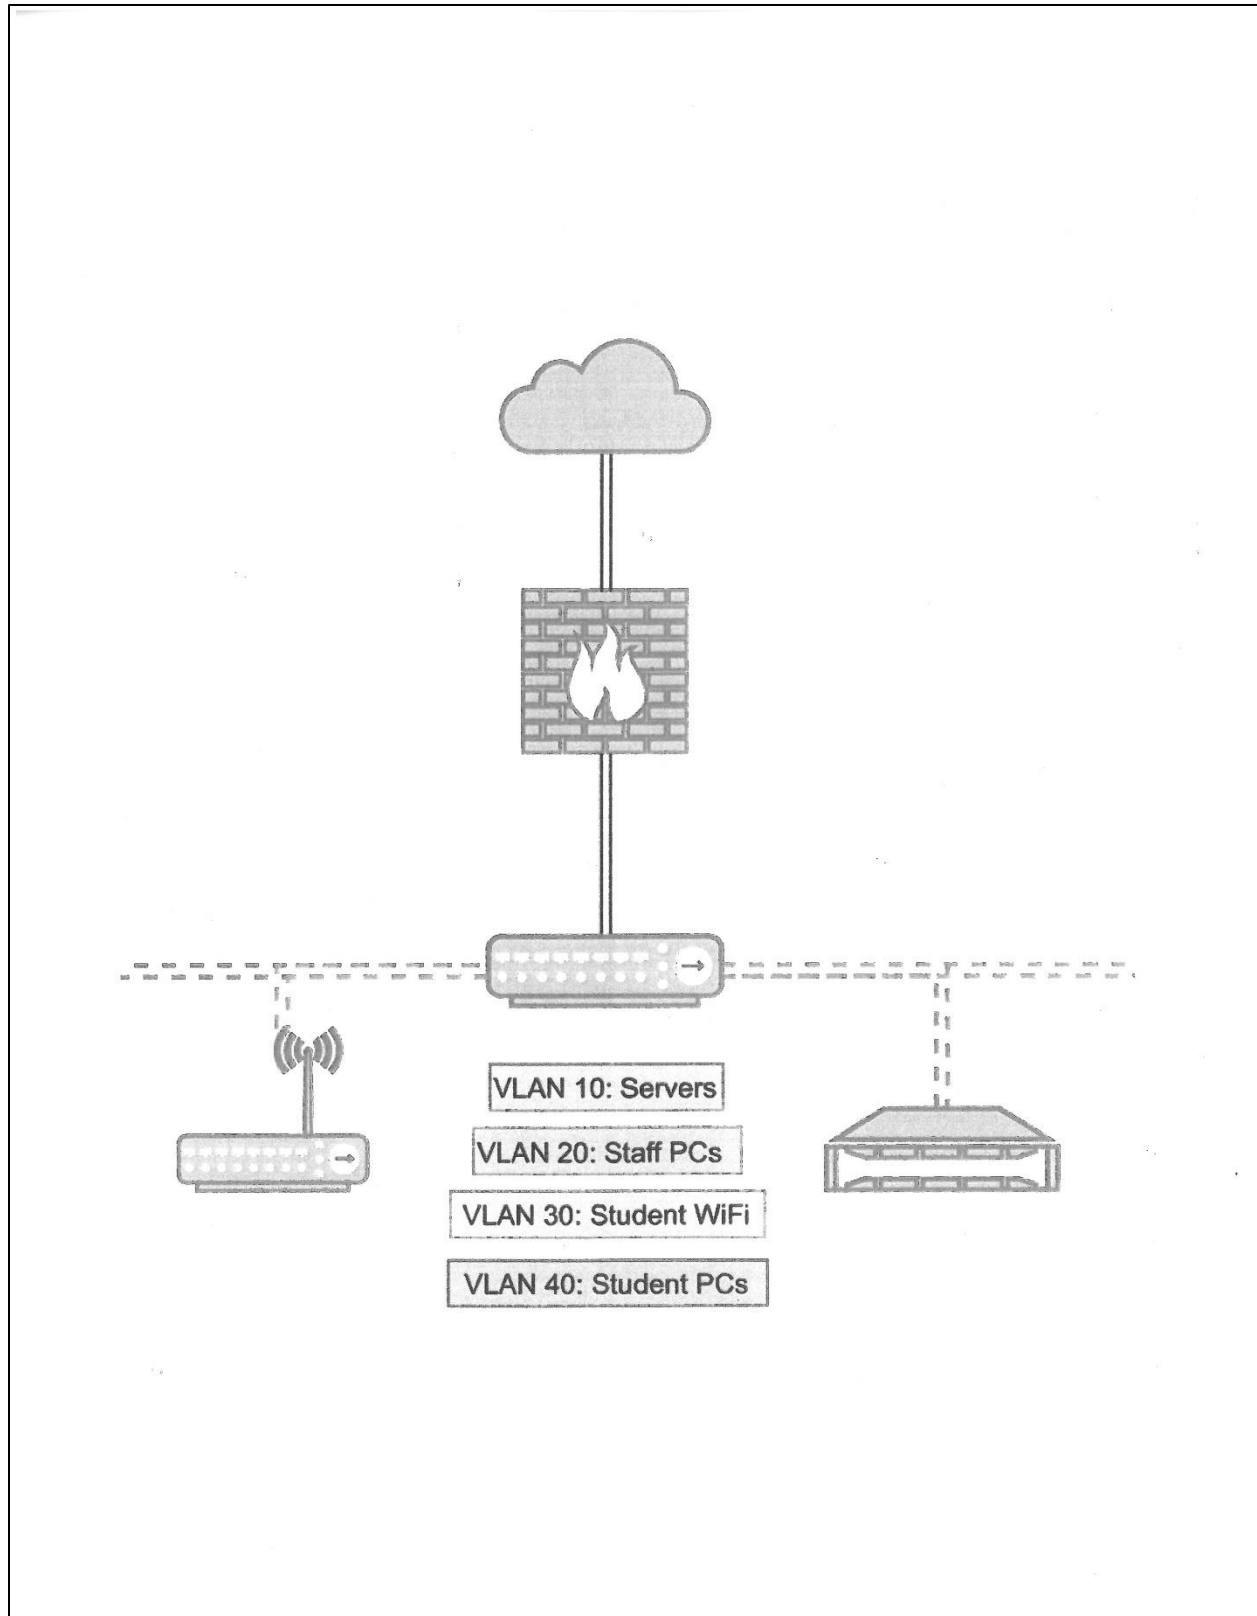 VLAN 10: Servers
VLAN 20: Staff PCs
VLAN 30: Student WiFi
VLAN 40: Student PCs